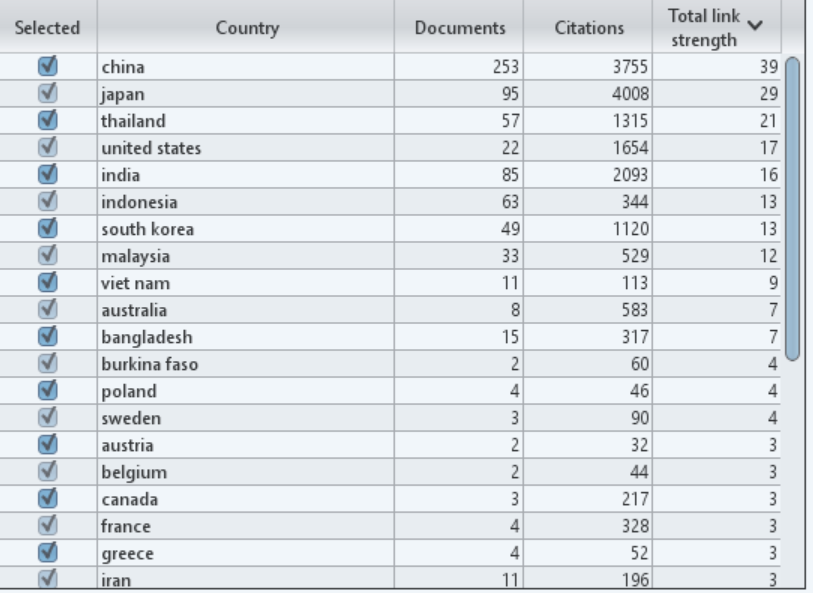 Selected Country Documents Citations Total link strength
china 253 3755 39
japan 95 4008 29
thailand 57 1315 21
united states 22 1654 17
india 85 2093 16
indonesia 63 344 13
south korea 49 1120 13
malaysia 33 529 12
viet nam 11 113 9
australia 8 583 7
bangladesh 15 317 7
burkina faso 2 60 4
poland 4 46 4
sweden 3 90 4
austria 2 32 3
belgium 2 44 3
canada 3 217 3
france 4 328 3
greece 4 52 3
iran 11 196 3